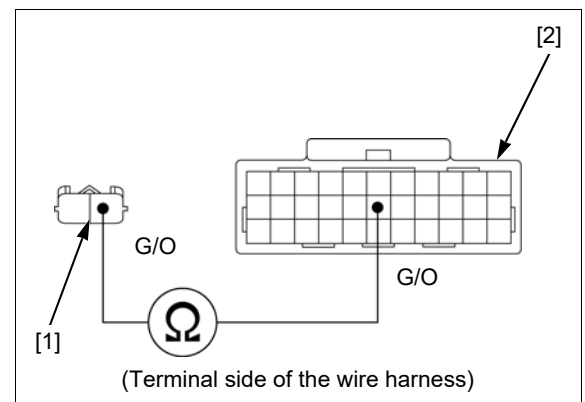 [2]
G/O
G/O
Ω
[1]
(Terminal side of the wire harness)